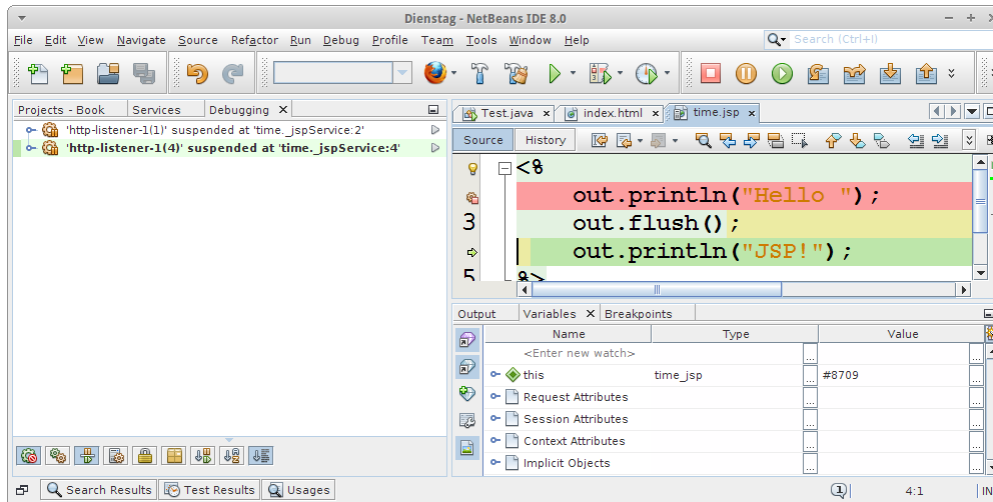 Dienstag - NetBeans IDE 8.0
File Edit View Navigate Source Refactor Run Debug Profile Team Tools Window Help Search (Ctrl+I)
Projects - Book Services Debugging
'http-listener-1(1)' suspended at 'time._jspService:2'
'http-listener-1(4)' suspended at 'time._jspService:4'
Test.java index.html time.jsp
Source History
<%
out.println("Hello ");
3 out.flush();
out.println("JSP!");
5 %>
Output Variables Breakpoints
Name Type Value
<Enter new watch>
this time_jsp #8709
Request Attributes
Session Attributes
Context Attributes
Implicit Objects
Search Results Test Results Usages 1 4:1 IN